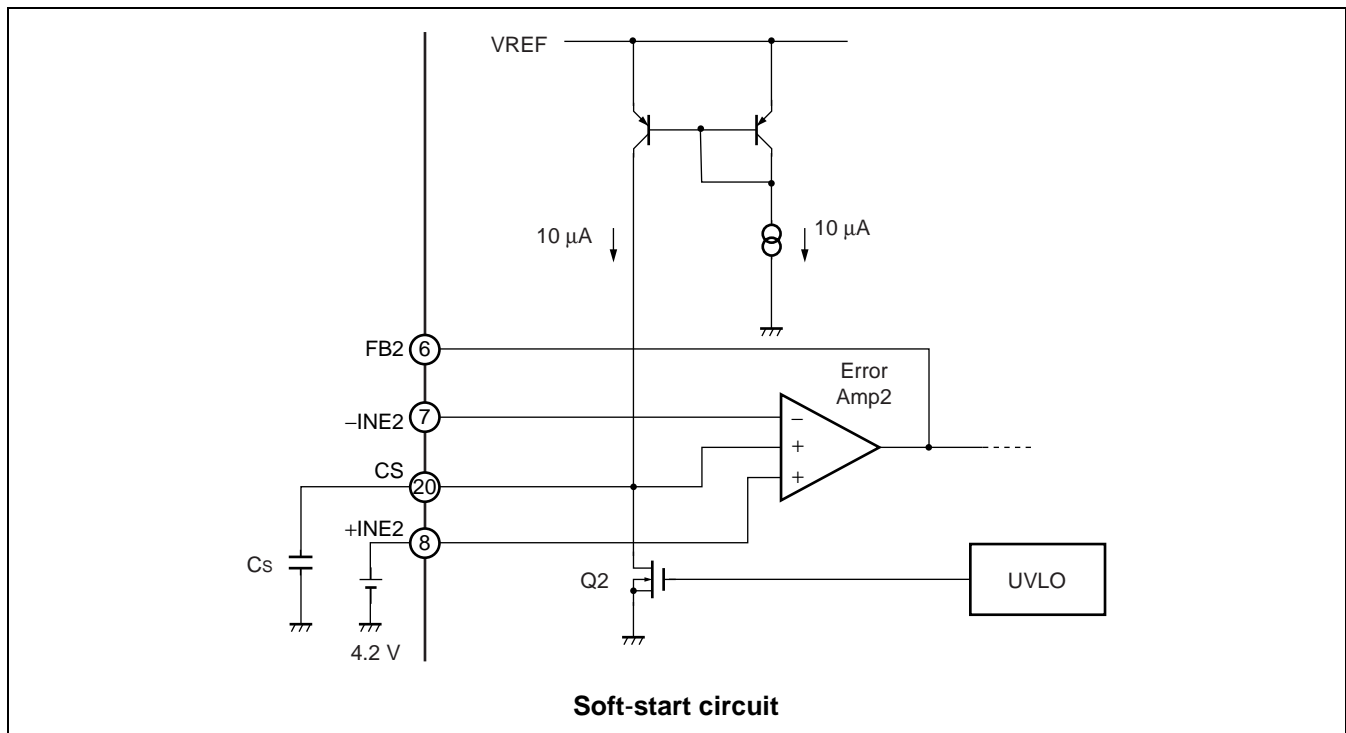 VREF
10 μA
10 μA
FB2 6
Error
Amp2
−INE2 7
−
CS
+
20
+
+INE2
8
Cs
Q2
UVLO
4.2 V
Soft-start circuit